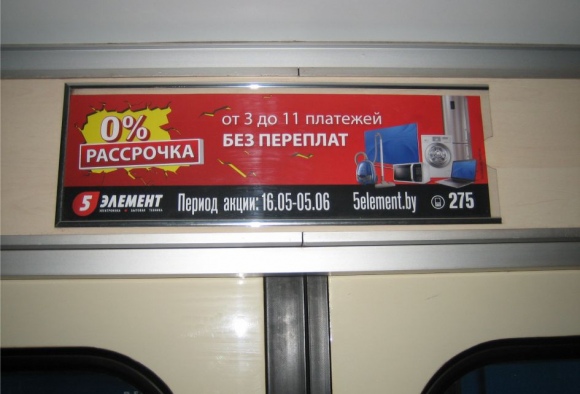 0%
РАССРОЧКА
от 3 до 11 платежей
БЕЗ ПЕРЕПЛАТ
5 ЭЛЕМЕНТ
Период акции: 16.05-05.06
5element.by
275